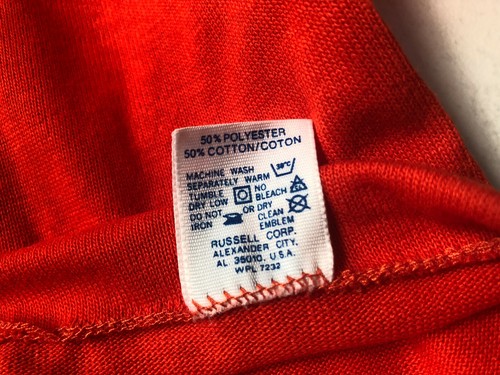 50% POLYESTER
50% COTTON/COTON
MACHINE WASH
SEPARATELY WARM 50°C
TUMBLE NO
DRY LOW BLEACH
DO NOT OR DRY
IRON CLEAN
EMBLEM
RUSSELL CORP.
ALEXANDER CITY,
AL 35010, U.S.A.
WPL 7232